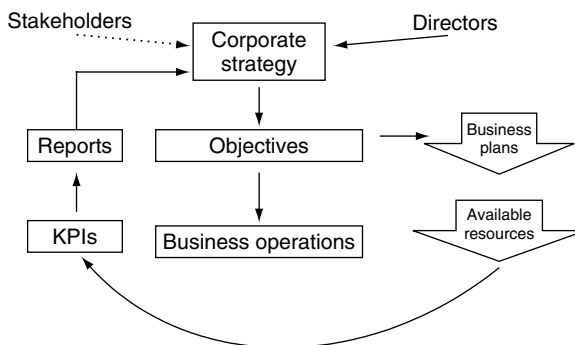 Stakeholders
Directors
Corporate
strategy
Reports
Objectives
Business
plans
KPIs
Business operations
Available
resources